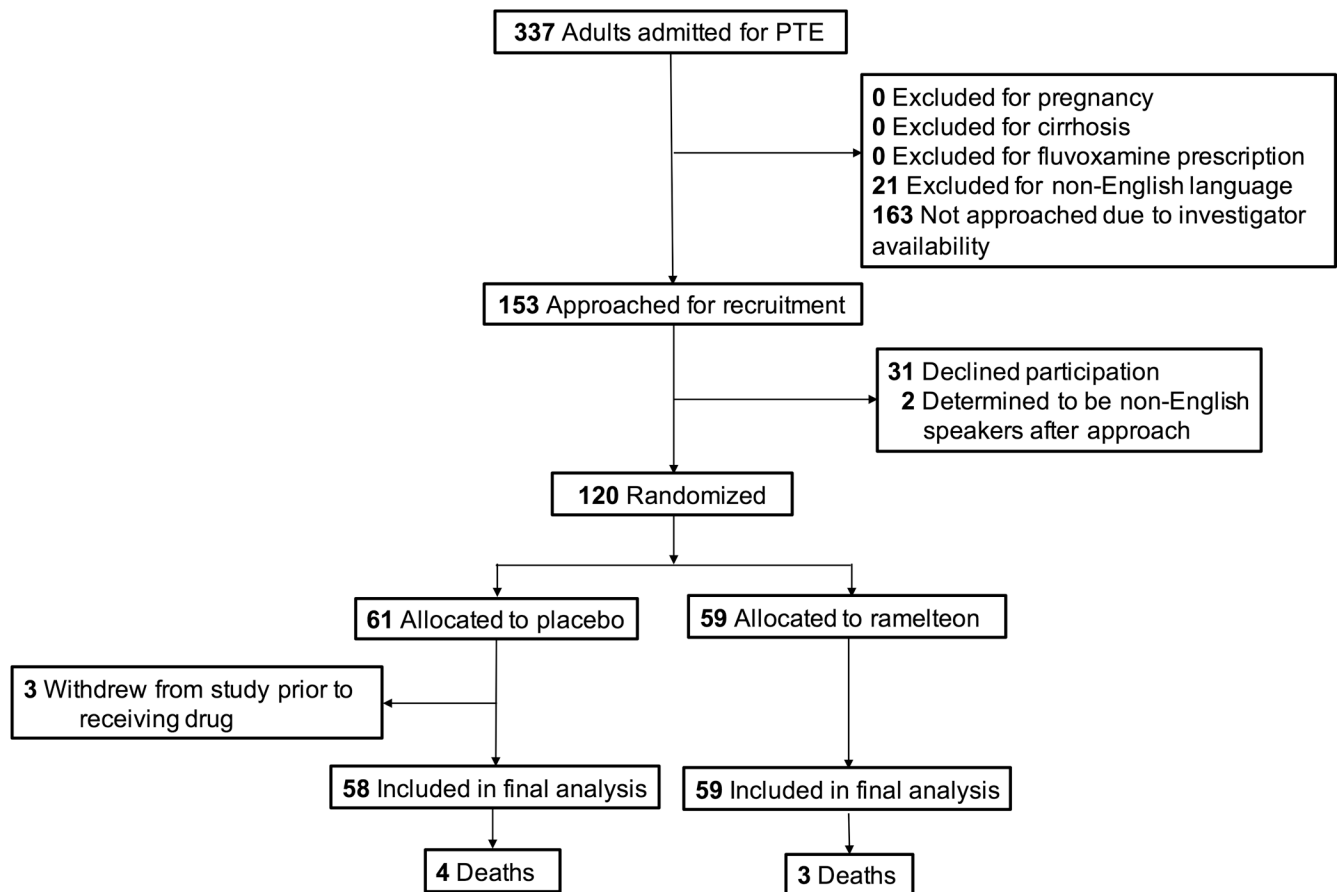 337 Adults admitted for PTE
0 Excluded for pregnancy
0 Excluded for cirrhosis
0 Excluded for fluvoxamine prescription
21 Excluded for non-English language
163 Not approached due to investigator
availability
153 Approached for recruitment
31 Declined participation
2 Determined to be non-English
speakers after approach
120 Randomized
61 Allocated to placebo
59 Allocated to ramelteon
3 Withdrew from study prior to
receiving drug
58 Included in final analysis
59 Included in final analysis
4 Deaths
3 Deaths